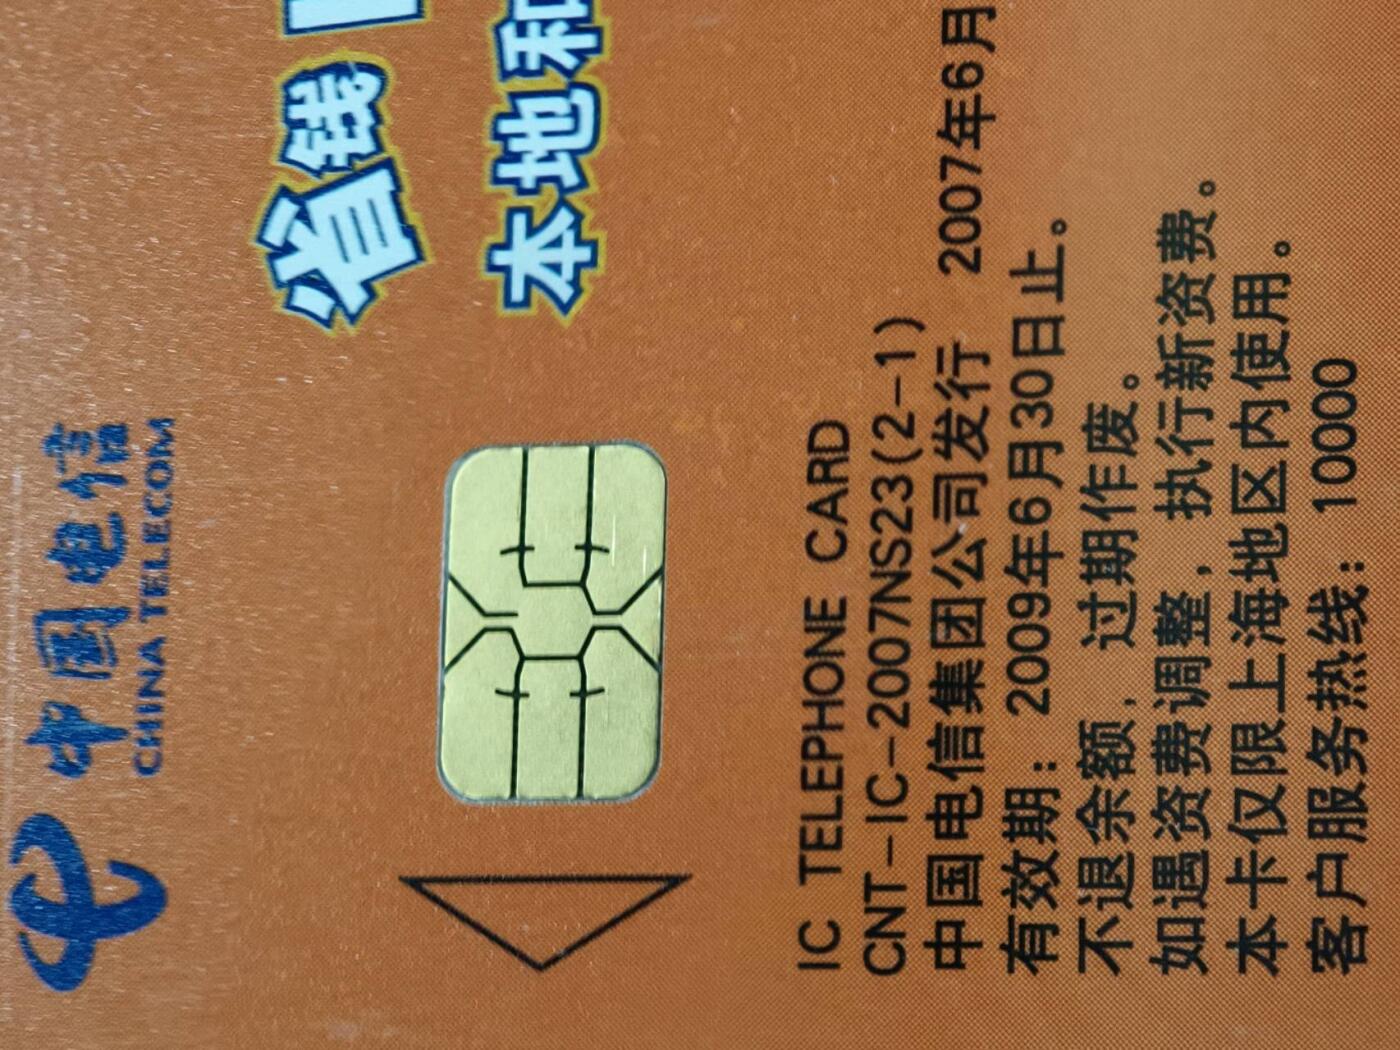 中国电信
CHINA TELECOM
省钱
本地和
IC TELEPHONE CARD
CNT-IC-2007NS23(2-1)
中国电信集团公司发行 2007年6月
有效期：2009年6月30日止。
不退余额，过期作废。
如遇资费调整，执行新资费。
本卡仅限上海地区内使用。
客户服务热线：10000